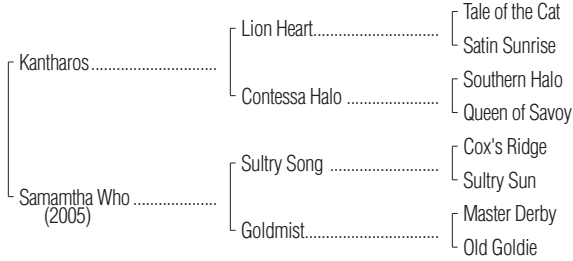 Tale of the Cat
Lion Heart
Satin Sunrise
Kantharos
Southern Halo
Contessa Halo
Queen of Savoy
Cox's Ridge
Sultry Song
Sultry Sun
Samamtha Who
(2005)
Master Derby
Goldmist
Old Goldie